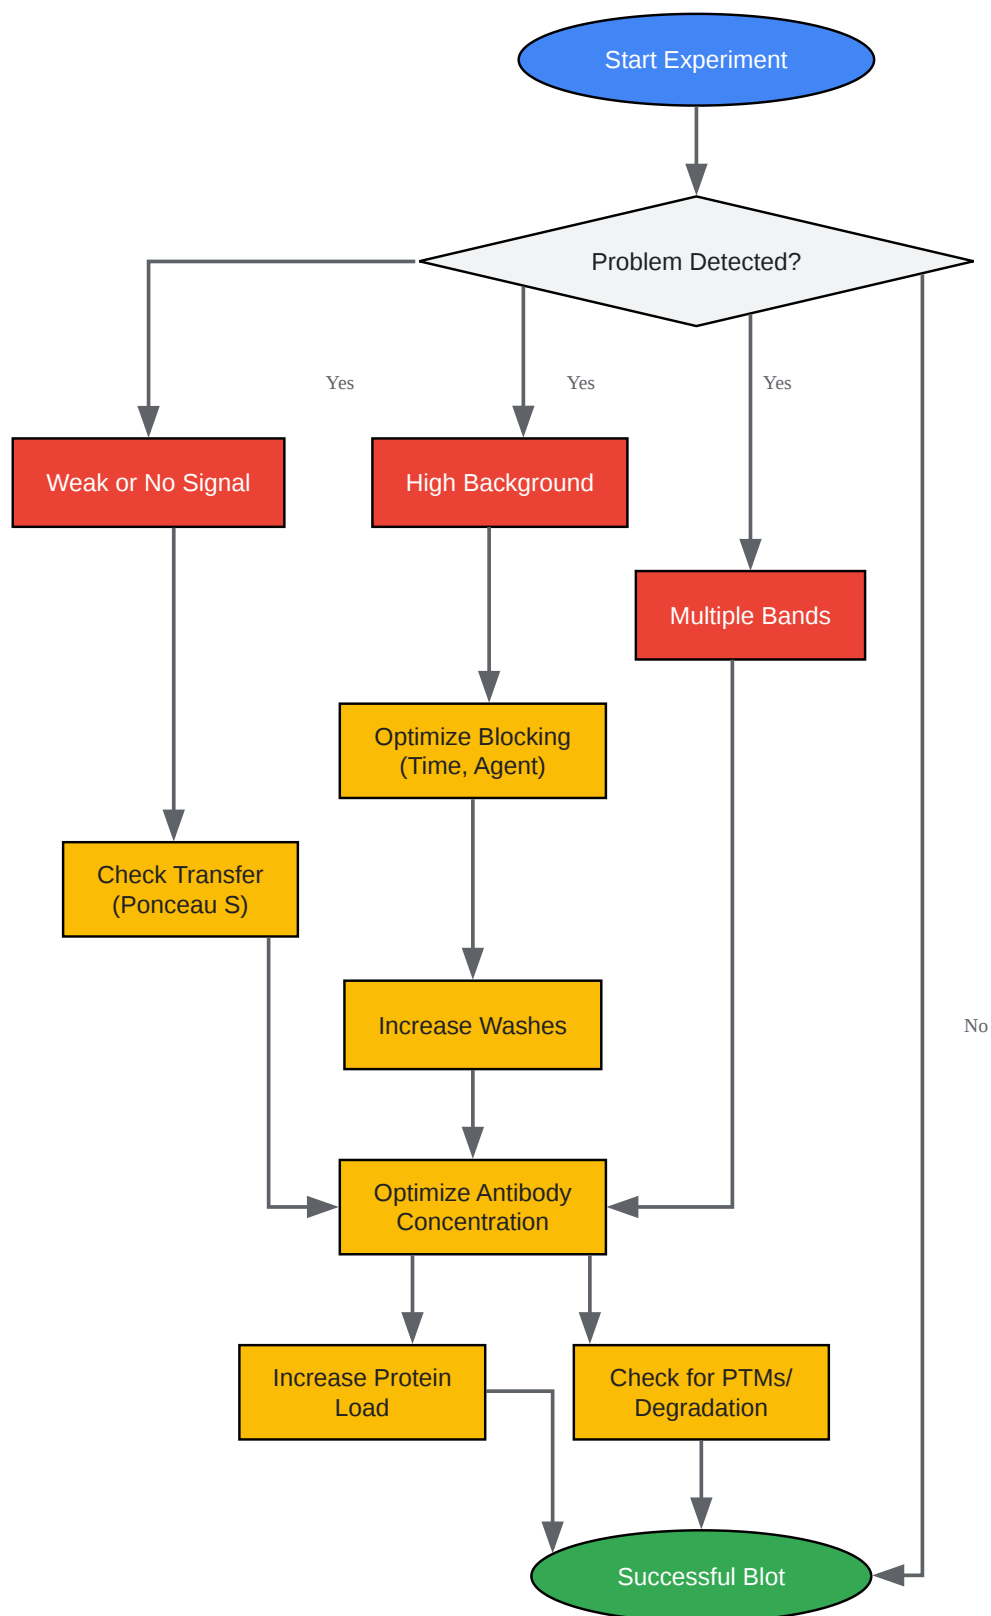 Start Experiment
Problem Detected?
Yes
Yes
Yes
Weak or No Signal
High Background
Multiple Bands
Optimize Blocking
(Time, Agent)
Check Transfer
(Ponceau S)
Increase Washes
No
Optimize Antibody
Concentration
Increase Protein
Load
Check for PTMs/
Degradation
Successful Blot